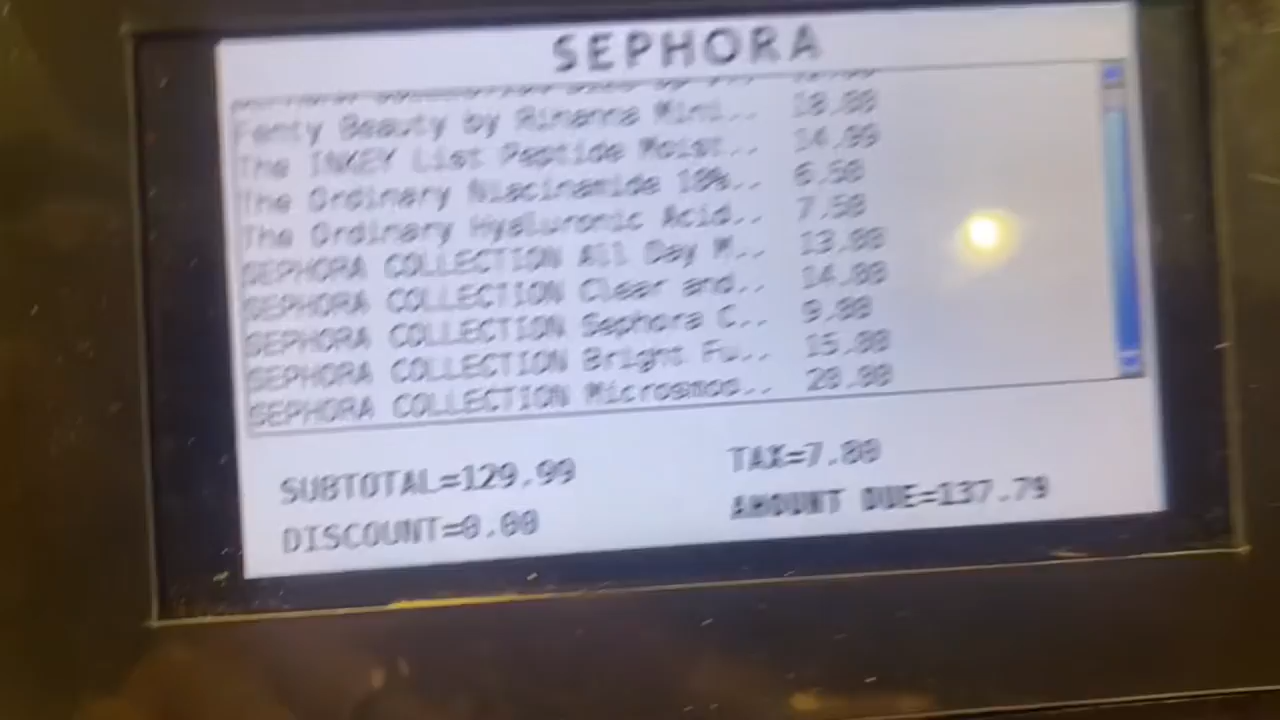 SEPHORA
Fenty Beauty by Rihanna Mini.. 18.00
The INKEY List Peptide Moist.. 14.99
The Ordinary Niacinamide 10%.. 6.50
The Ordinary Hyaluronic Acid.. 7.50
SEPHORA COLLECTION All Day M.. 13.00
SEPHORA COLLECTION Clear and.. 14.00
SEPHORA COLLECTION Sephora C.. 9.00
SEPHORA COLLECTION Bright Fu.. 15.00
SEPHORA COLLECTION Microsmoo.. 20.00
SUBTOTAL=129.99 TAX=7.80
DISCOUNT=0.00 AMOUNT DUE=137.79